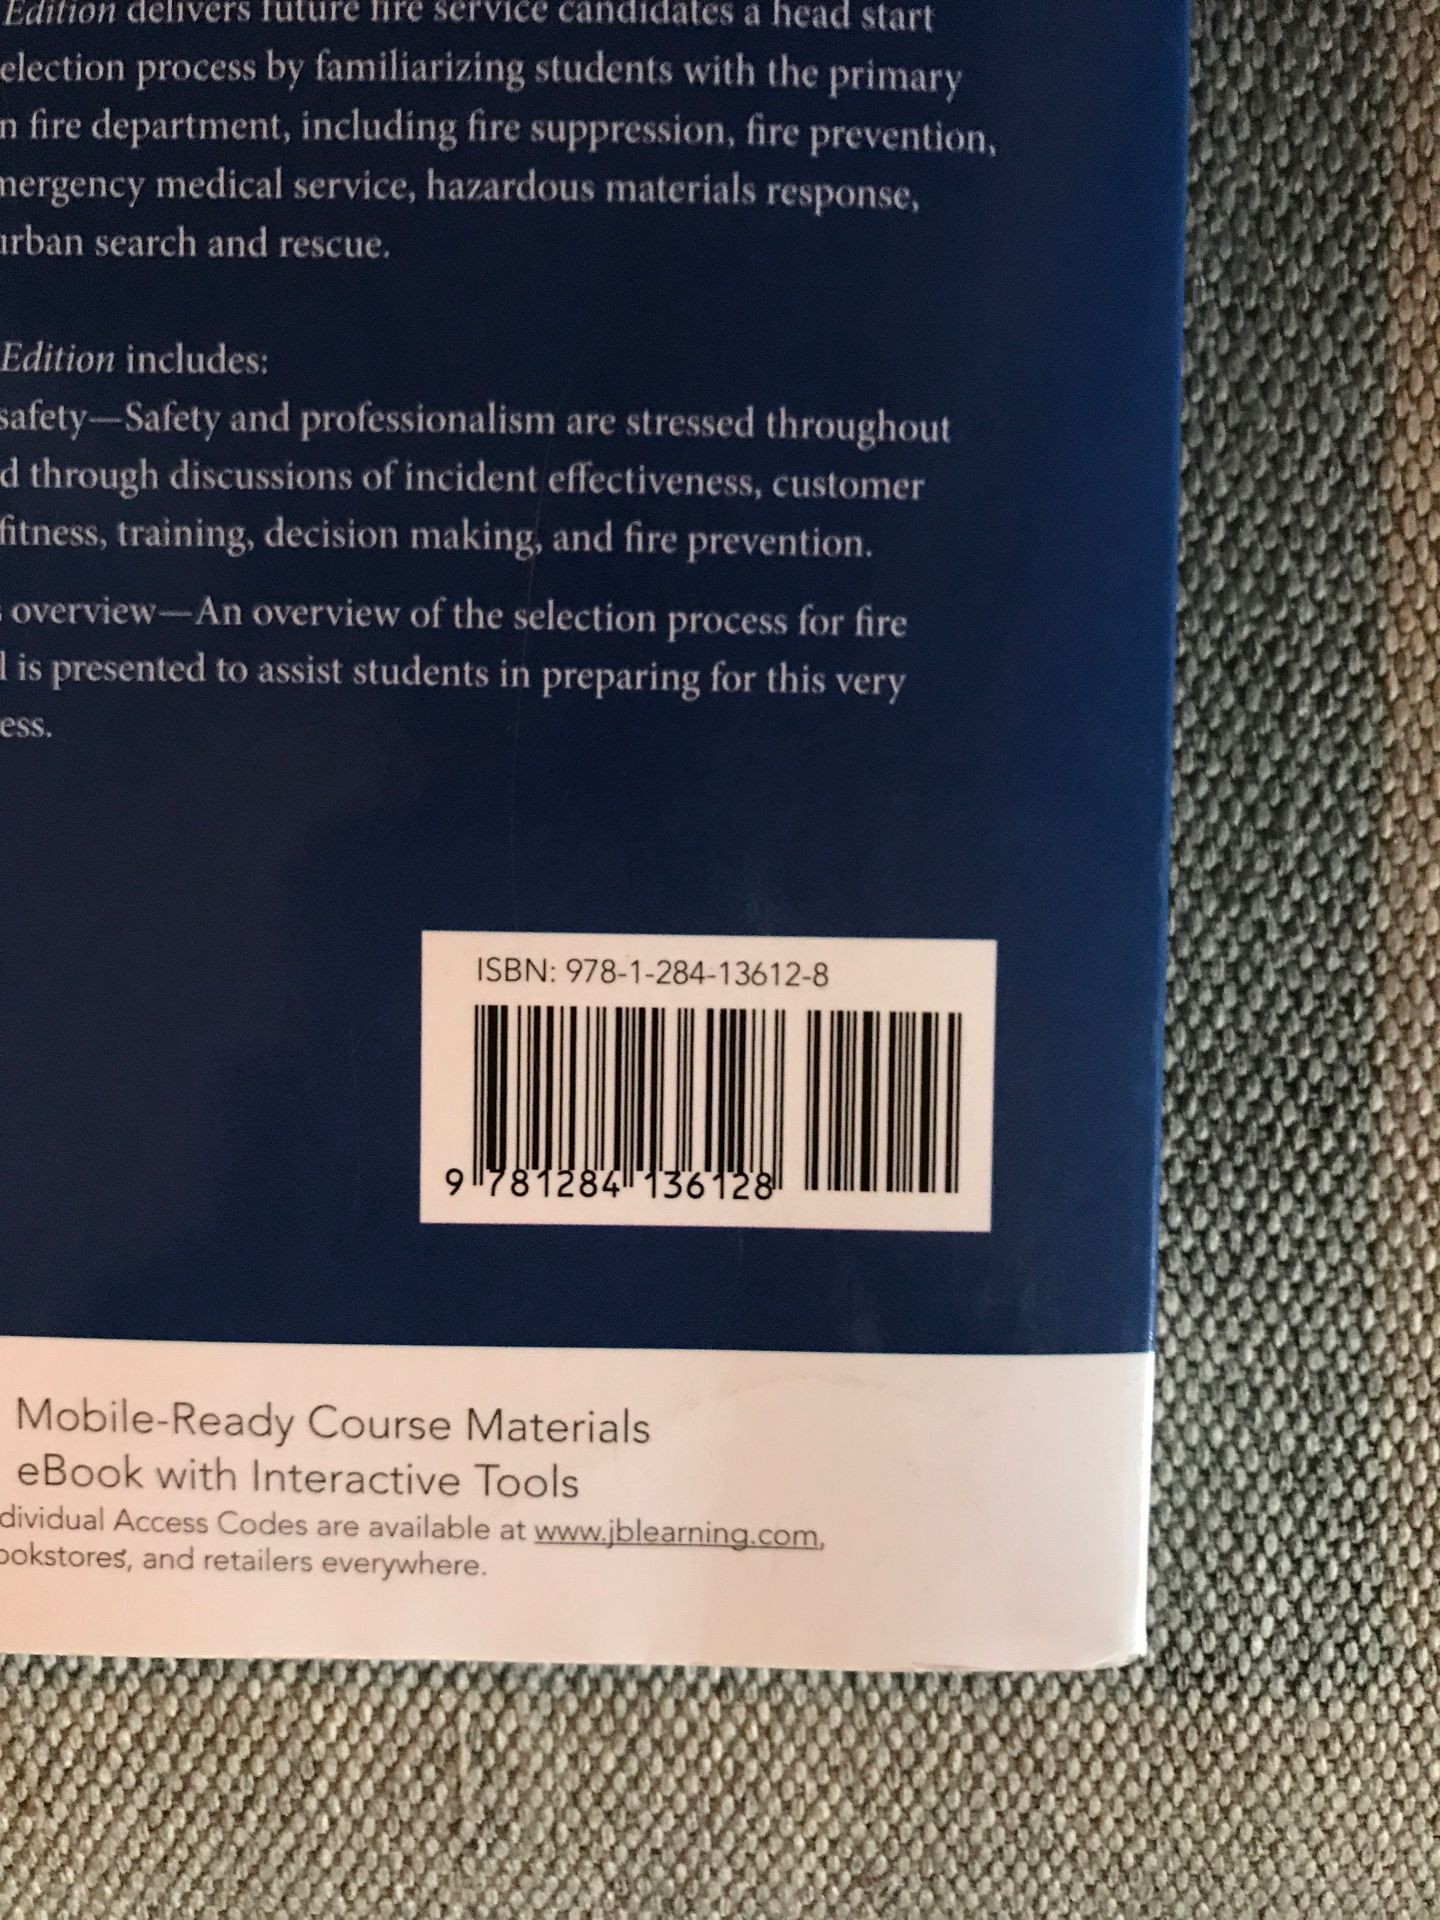 Edition delivers future fire service candidates a head start
election process by familiarizing students with the primary
n fire department, including fire suppression, fire prevention,
mergency medical service, hazardous materials response,
urban search and rescue.
Edition includes:
safety—Safety and professionalism are stressed throughout
d through discussions of incident effectiveness, customer
fitness, training, decision making, and fire prevention.
overview—An overview of the selection process for fire
l is presented to assist students in preparing for this very
ess.
ISBN: 978-1-284-13612-8
9 781284 136128
Mobile-Ready Course Materials
eBook with Interactive Tools
dividual Access Codes are available at www.jblearning.com,
ookstores, and retailers everywhere.